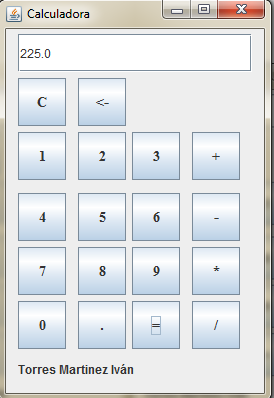 Calculadora
225.0
C <-
1 2 3 +
4 5 6 -
7 8 9 *
0 . = /
Torres Martinez Iván